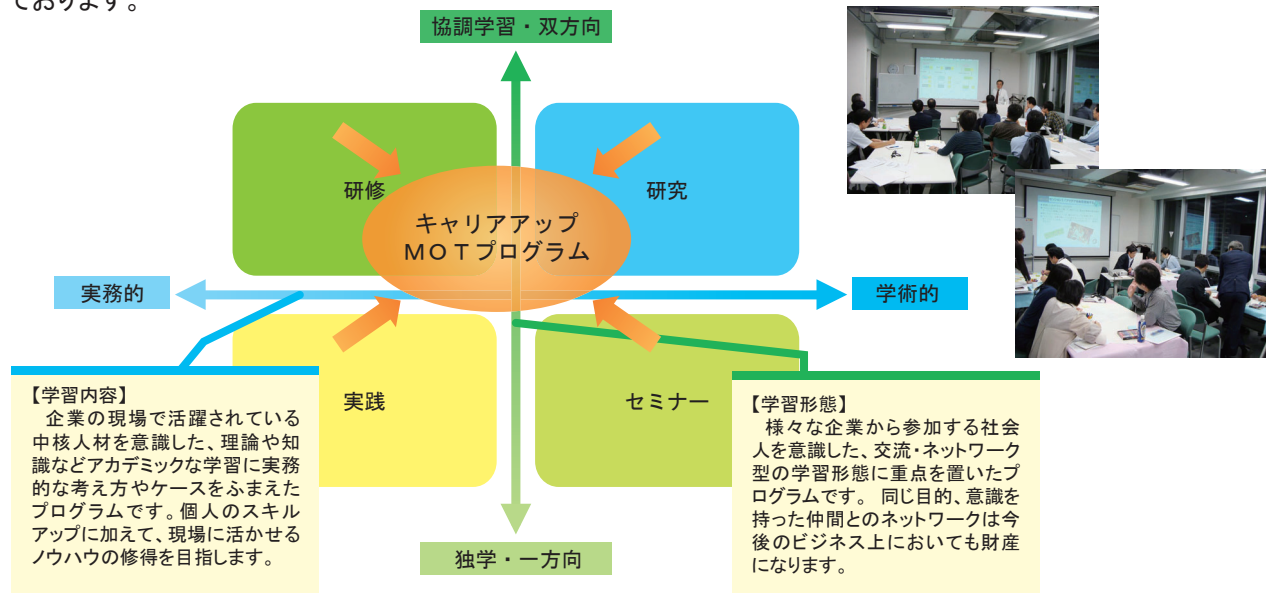 ております。
協調学習・双方向
研修
研究
キャリアアップ
ＭＯＴプログラム
実務的
学術的
実践
セミナー
【学習内容】
　企業の現場で活躍されている
中核人材を意識した、理論や知
識などアカデミックな学習に実務
的な考え方やケースをふまえた
プログラムです。個人のスキル
アップに加えて、現場に活かせる
ノウハウの修得を目指します。
【学習形態】
　様々な企業から参加する社会
人を意識した、交流・ネットワーク
型の学習形態に重点を置いたプ
ログラムです。 同じ目的、意識を
持った仲間とのネットワークは今
後のビジネス上においても財産
になります。
独学・一方向